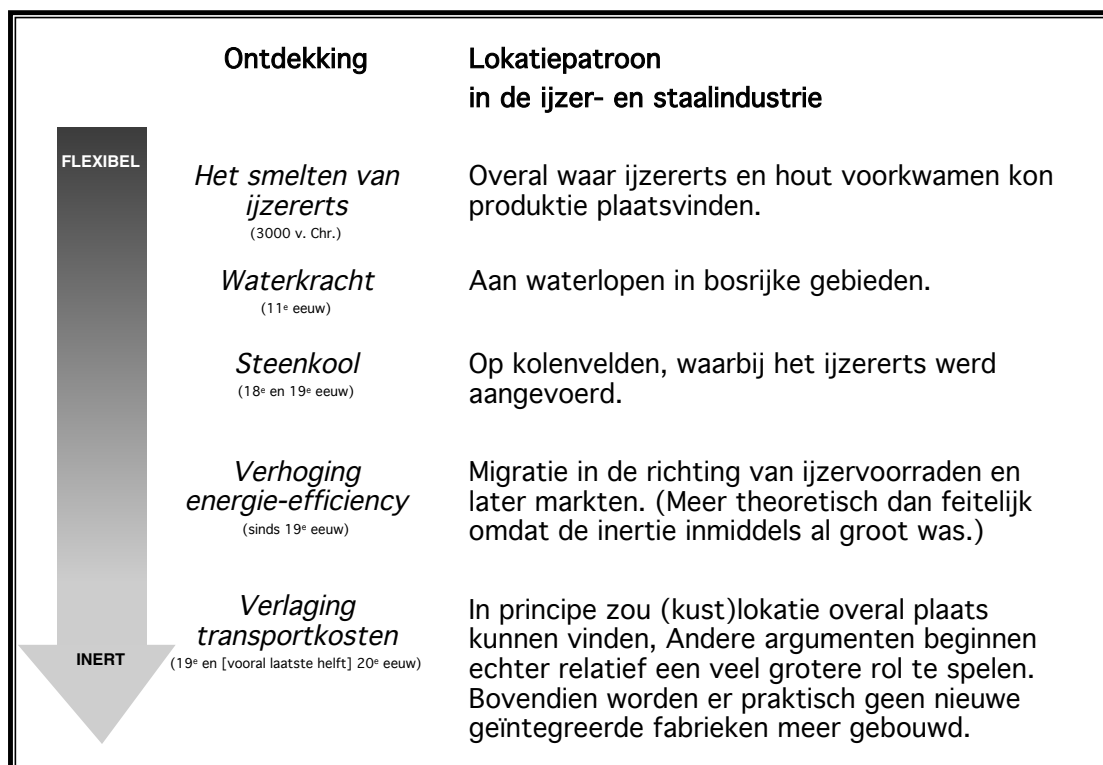 Ontdekking
Lokatiepatroon
in de ijzer- en staalindustrie
FLEXIBEL
Het smelten van
ijzererts
(3000 v. Chr.)
Overal waar ijzererts en hout voorkwamen kon
produktie plaatsvinden.
Waterkracht
(11e eeuw)
Aan waterlopen in bosrijke gebieden.
Steenkool
(18e en 19e eeuw)
Op kolenvelden, waarbij het ijzererts werd
aangevoerd.
Verhoging
energie-efficiency
(sinds 19e eeuw)
Migratie in de richting van ijzervoorraden en
later markten. (Meer theoretisch dan feitelijk
omdat de inertie inmiddels al groot was.)
Verlaging
transportkosten
(19e en [vooral laatste helft] 20e eeuw)
In principe zou (kust)lokatie overal plaats
kunnen vinden, Andere argumenten beginnen
echter relatief een veel grotere rol te spelen.
Bovendien worden er praktisch geen nieuwe
geïntegreerde fabrieken meer gebouwd.
INERT